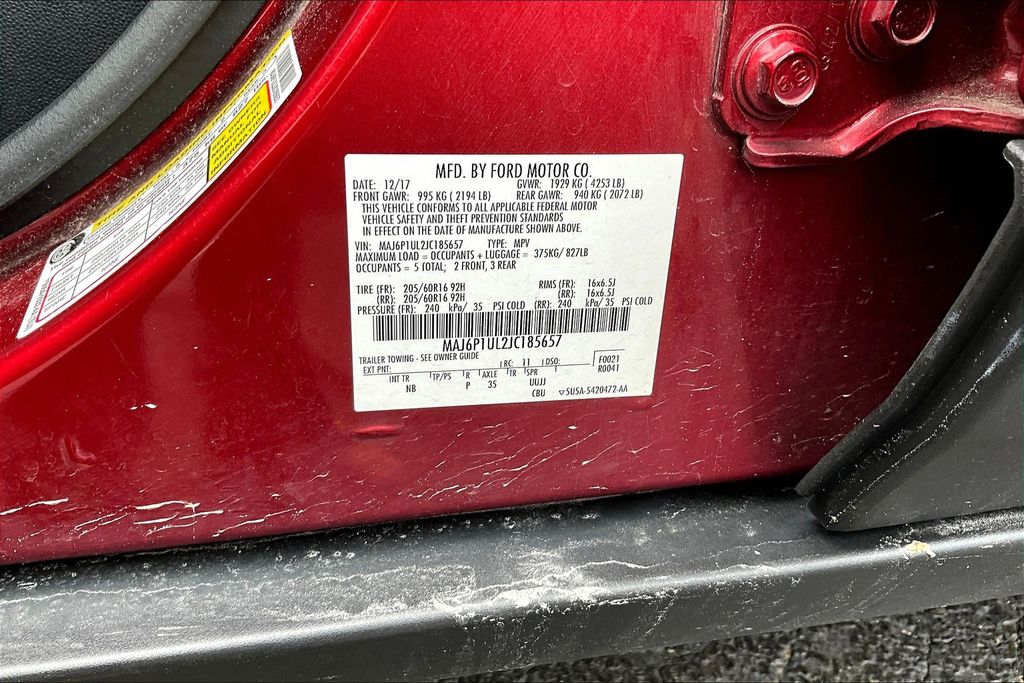 MFD. BY FORD MOTOR CO.
DATE: 12/17 GVWR: 1929 KG ( 4253 LB)
FRONT GAWR: 995 KG ( 2194 LB) REAR GAWR: 940 KG ( 2072 LB)
THIS VEHICLE CONFORMS TO ALL APPLICABLE FEDERAL MOTOR
VEHICLE SAFETY AND THEFT PREVENTION STANDARDS
IN EFFECT ON THE DATE OF MANUFACTURE SHOWN ABOVE.
VIN: MAJ6P1UL2JC185657 TYPE: MPV
MAXIMUM LOAD = OCCUPANTS + LUGGAGE = 375KG/ 827LB
OCCUPANTS = 5 TOTAL; 2 FRONT, 3 REAR
TIRE (FR): 205/60R16 92H RIMS (FR): 16x6.5J
(RR): 205/60R16 92H (RR): 16x6.5J
PRESSURE (FR): 240 kPa/ 35 PSI COLD (RR): 240 kPa/ 35 PSI COLD
MAJ6P1UL2JC185657
TRAILER TOWING - SEE OWNER GUIDE RC: 11 DSO: F0021
EXT PNT: R0041
INT TR TP/PS R AXLE TR SPR
NB P 35 UUJJ
CBU 5U5A-5420472-AA